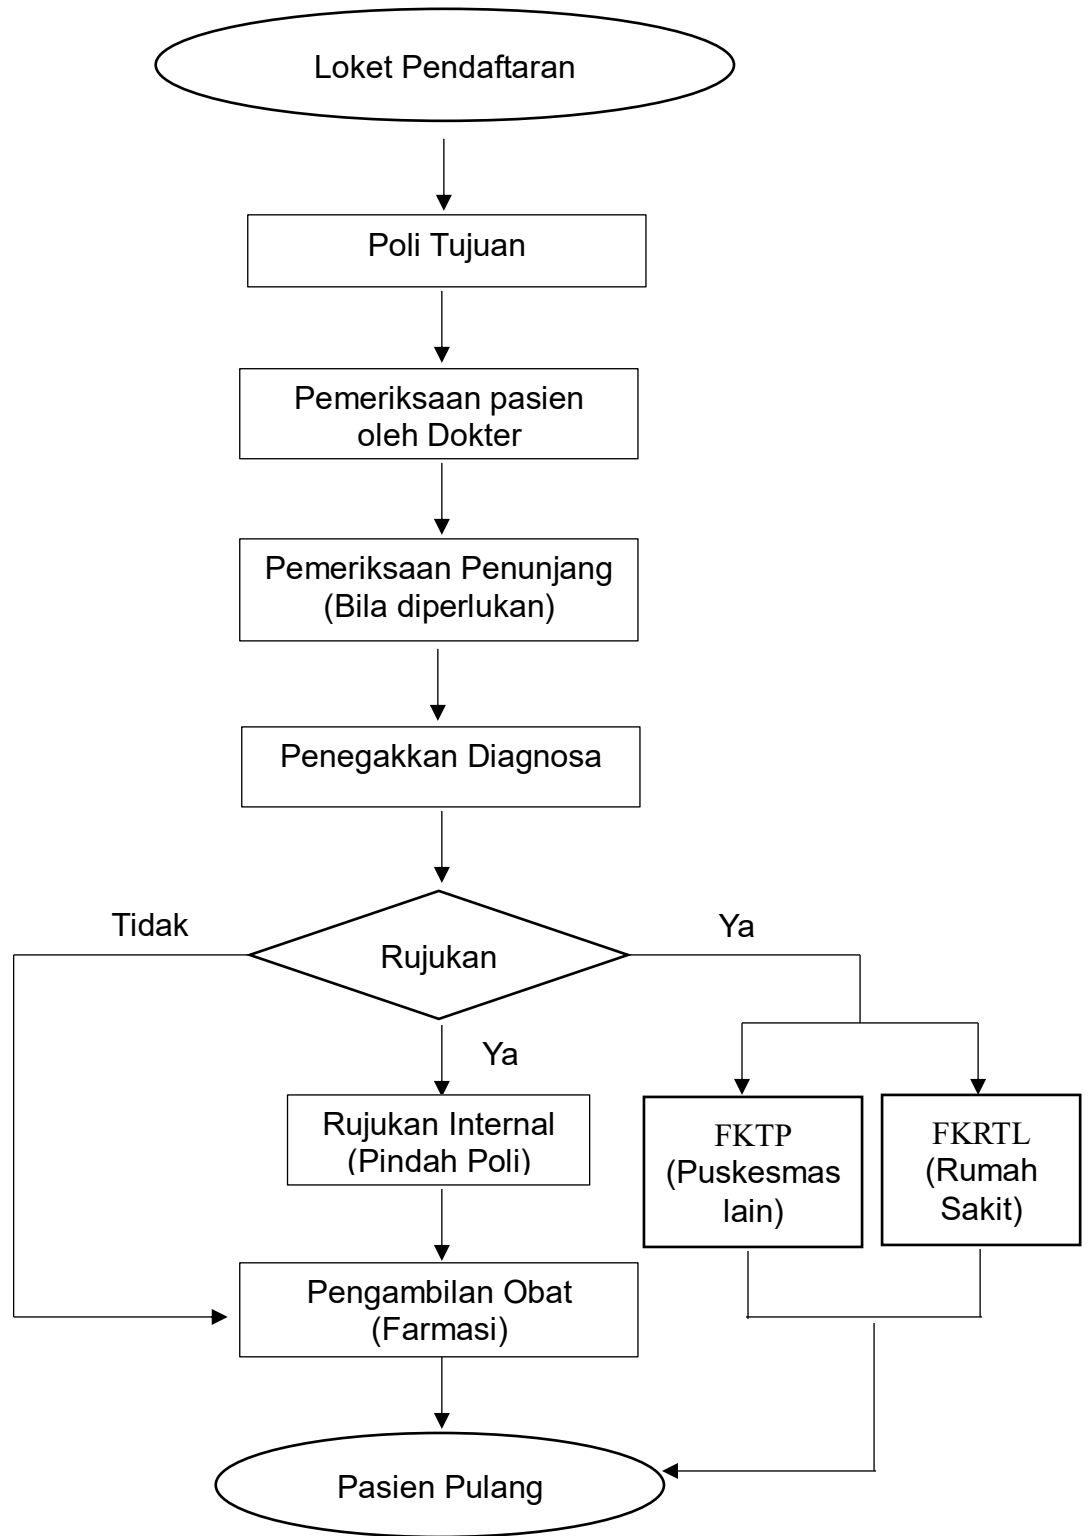 Loket Pendaftaran
Poli Tujuan
Pemeriksaan pasien
oleh Dokter
Pemeriksaan Penunjang
(Bila diperlukan)
Penegakkan Diagnosa
Tidak
Rujukan
Ya
Ya
Rujukan Internal
(Pindah Poli)
FKTP
(Puskesmas
lain)
FKRTL
(Rumah
Sakit)
Pengambilan Obat
(Farmasi)
Pasien Pulang